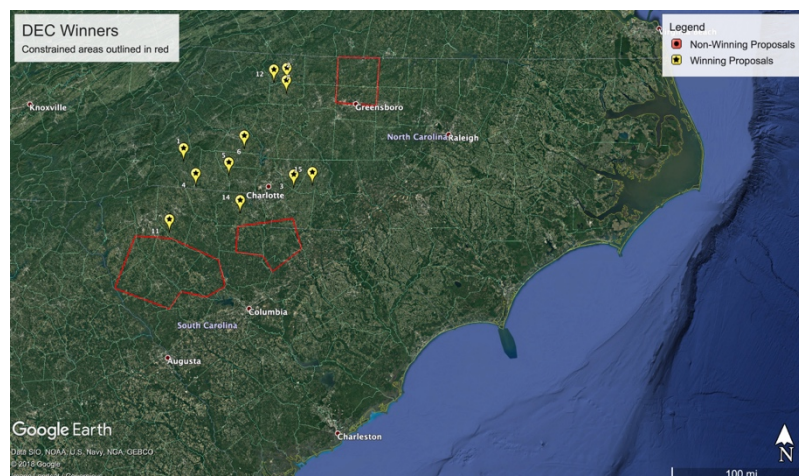 DEC Winners
Constrained areas outlined in red
Legend
Non-Winning Proposals
Winning Proposals
12
Knoxville
Greensboro
North Carolina
Raleigh
1
6
5
4
15
3
Charlotte
14
11
Columbia
South Carolina
Augusta
Charleston
Google Earth
Data SIO, NOAA, U.S. Navy, NGA, GEBCO
© 2018 Google
N
100 mi